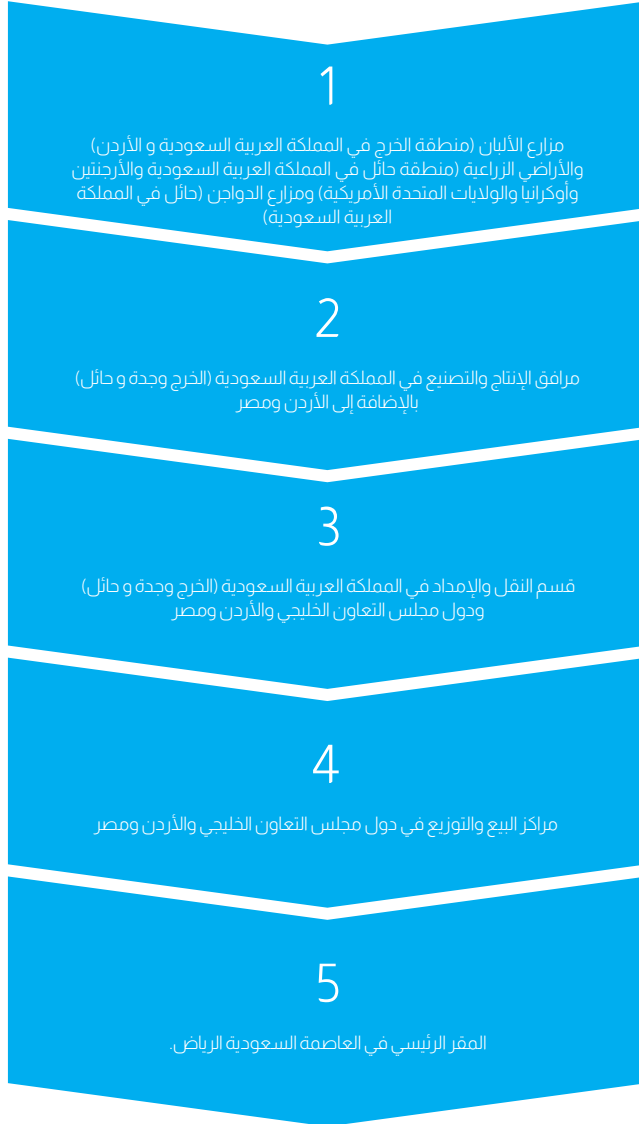 1
مزارع الألبان (منطقة الخرج في المملكة العربية السعودية و الأردن)
والأراضي الزراعية (منطقة حائل في المملكة العربية السعودية والأرجنتين
وأوكرانيا والولايات المتحدة الأمريكية) ومزارع الدواجن (حائل في المملكة
العربية السعودية)
2
مرافق الإنتاج والتصنيع في المملكة العربية السعودية (الخرج وجدة و حائل)
بالإضافة إلى الأردن ومصر
3
قسم النقل والإمداد في المملكة العربية السعودية (الخرج وجدة و حائل)
ودول مجلس التعاون الخليجي والأردن ومصر
4
مراكز البيع والتوزيع في دول مجلس التعاون الخليجي والأردن ومصر
5
المقر الرئيسي في العاصمة السعودية الرياض.